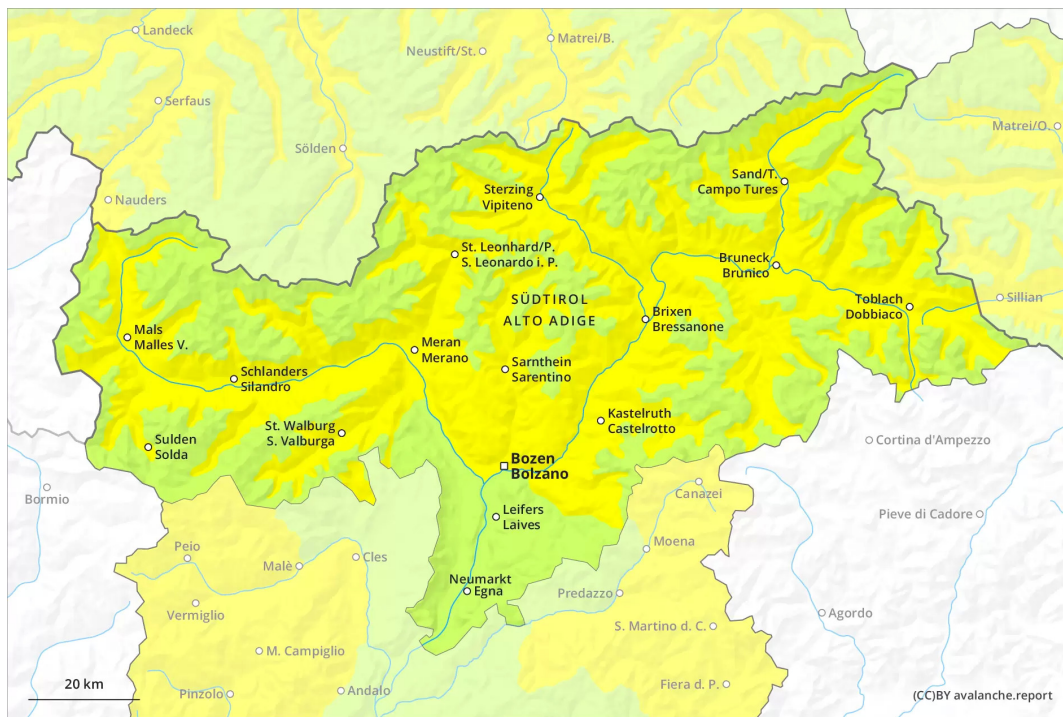 Landeck
Matrei/B.
Neustift/St.
Serfaus
Matrei/O.
Sölden
Sand/T.
Campo Tures
Sterzing
Vipiteno
Nauders
St. Leonhard/P.
S. Leonardo i. P.
Bruneck
Brunico
SÜDTIROL
ALTO ADIGE
Toblach
Dobbiaco
Sillian
Brixen
Bressanone
Mals
Malles V.
Meran
Merano
Sarnthein
Sarentino
Schlanders
Silandro
Kastelruth
Castelrotto
St. Walburg
S. Valburga
Sulden
Solda
Cortina d'Ampezzo
Bozen
Bolzano
Bormio
Canazei
Leifers
Laives
Pieve di Cadore
Peio
Moena
Cles
Malè
Neumarkt
Egna
Predazzo
Vermiglio
Agordo
S. Martino d. C.
M. Campiglio
20 km
Pinzolo
Andalo
Fiera d. P.
(CC)BY avalanche.report